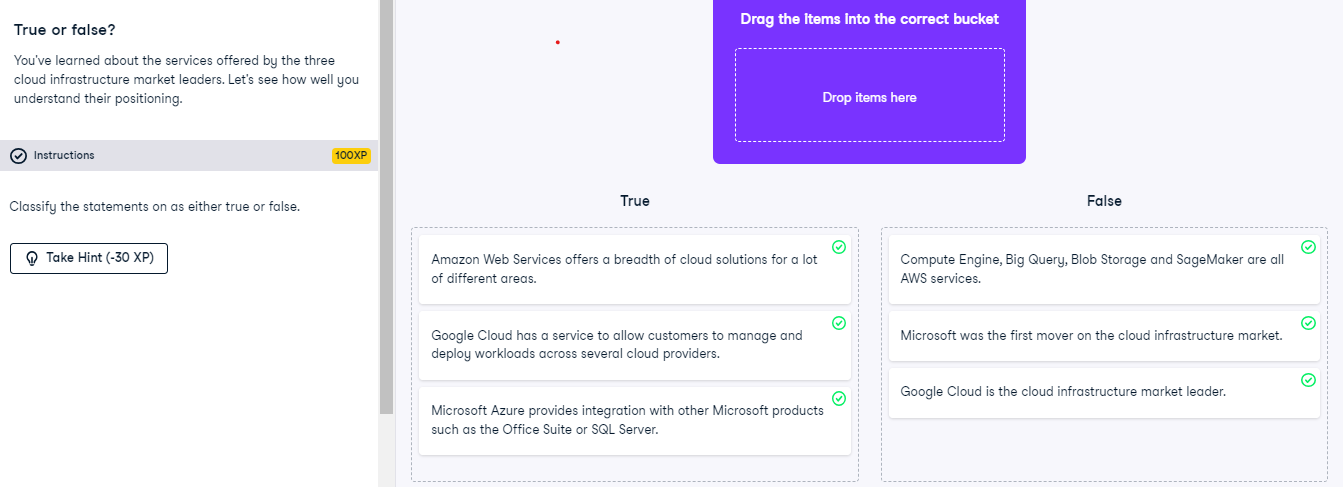 True or false?
You've learned about the services offered by the three
cloud infrastructure market leaders. Let's see how well you
understand their positioning.
Instructions
100XP
Classify the statements on as either true or false.
Take Hint (-30 XP)
Drag the items into the correct bucket
Drop items here
True
Amazon Web Services offers a breadth of cloud solutions for a lot
of different areas.
Google Cloud has a service to allow customers to manage and
deploy workloads across several cloud providers.
Microsoft Azure provides integration with other Microsoft products
such as the Office Suite or SQL Server.
False
Compute Engine, Big Query, Blob Storage and SageMaker are all
AWS services.
Microsoft was the first mover on the cloud infrastructure market.
Google Cloud is the cloud infrastructure market leader.